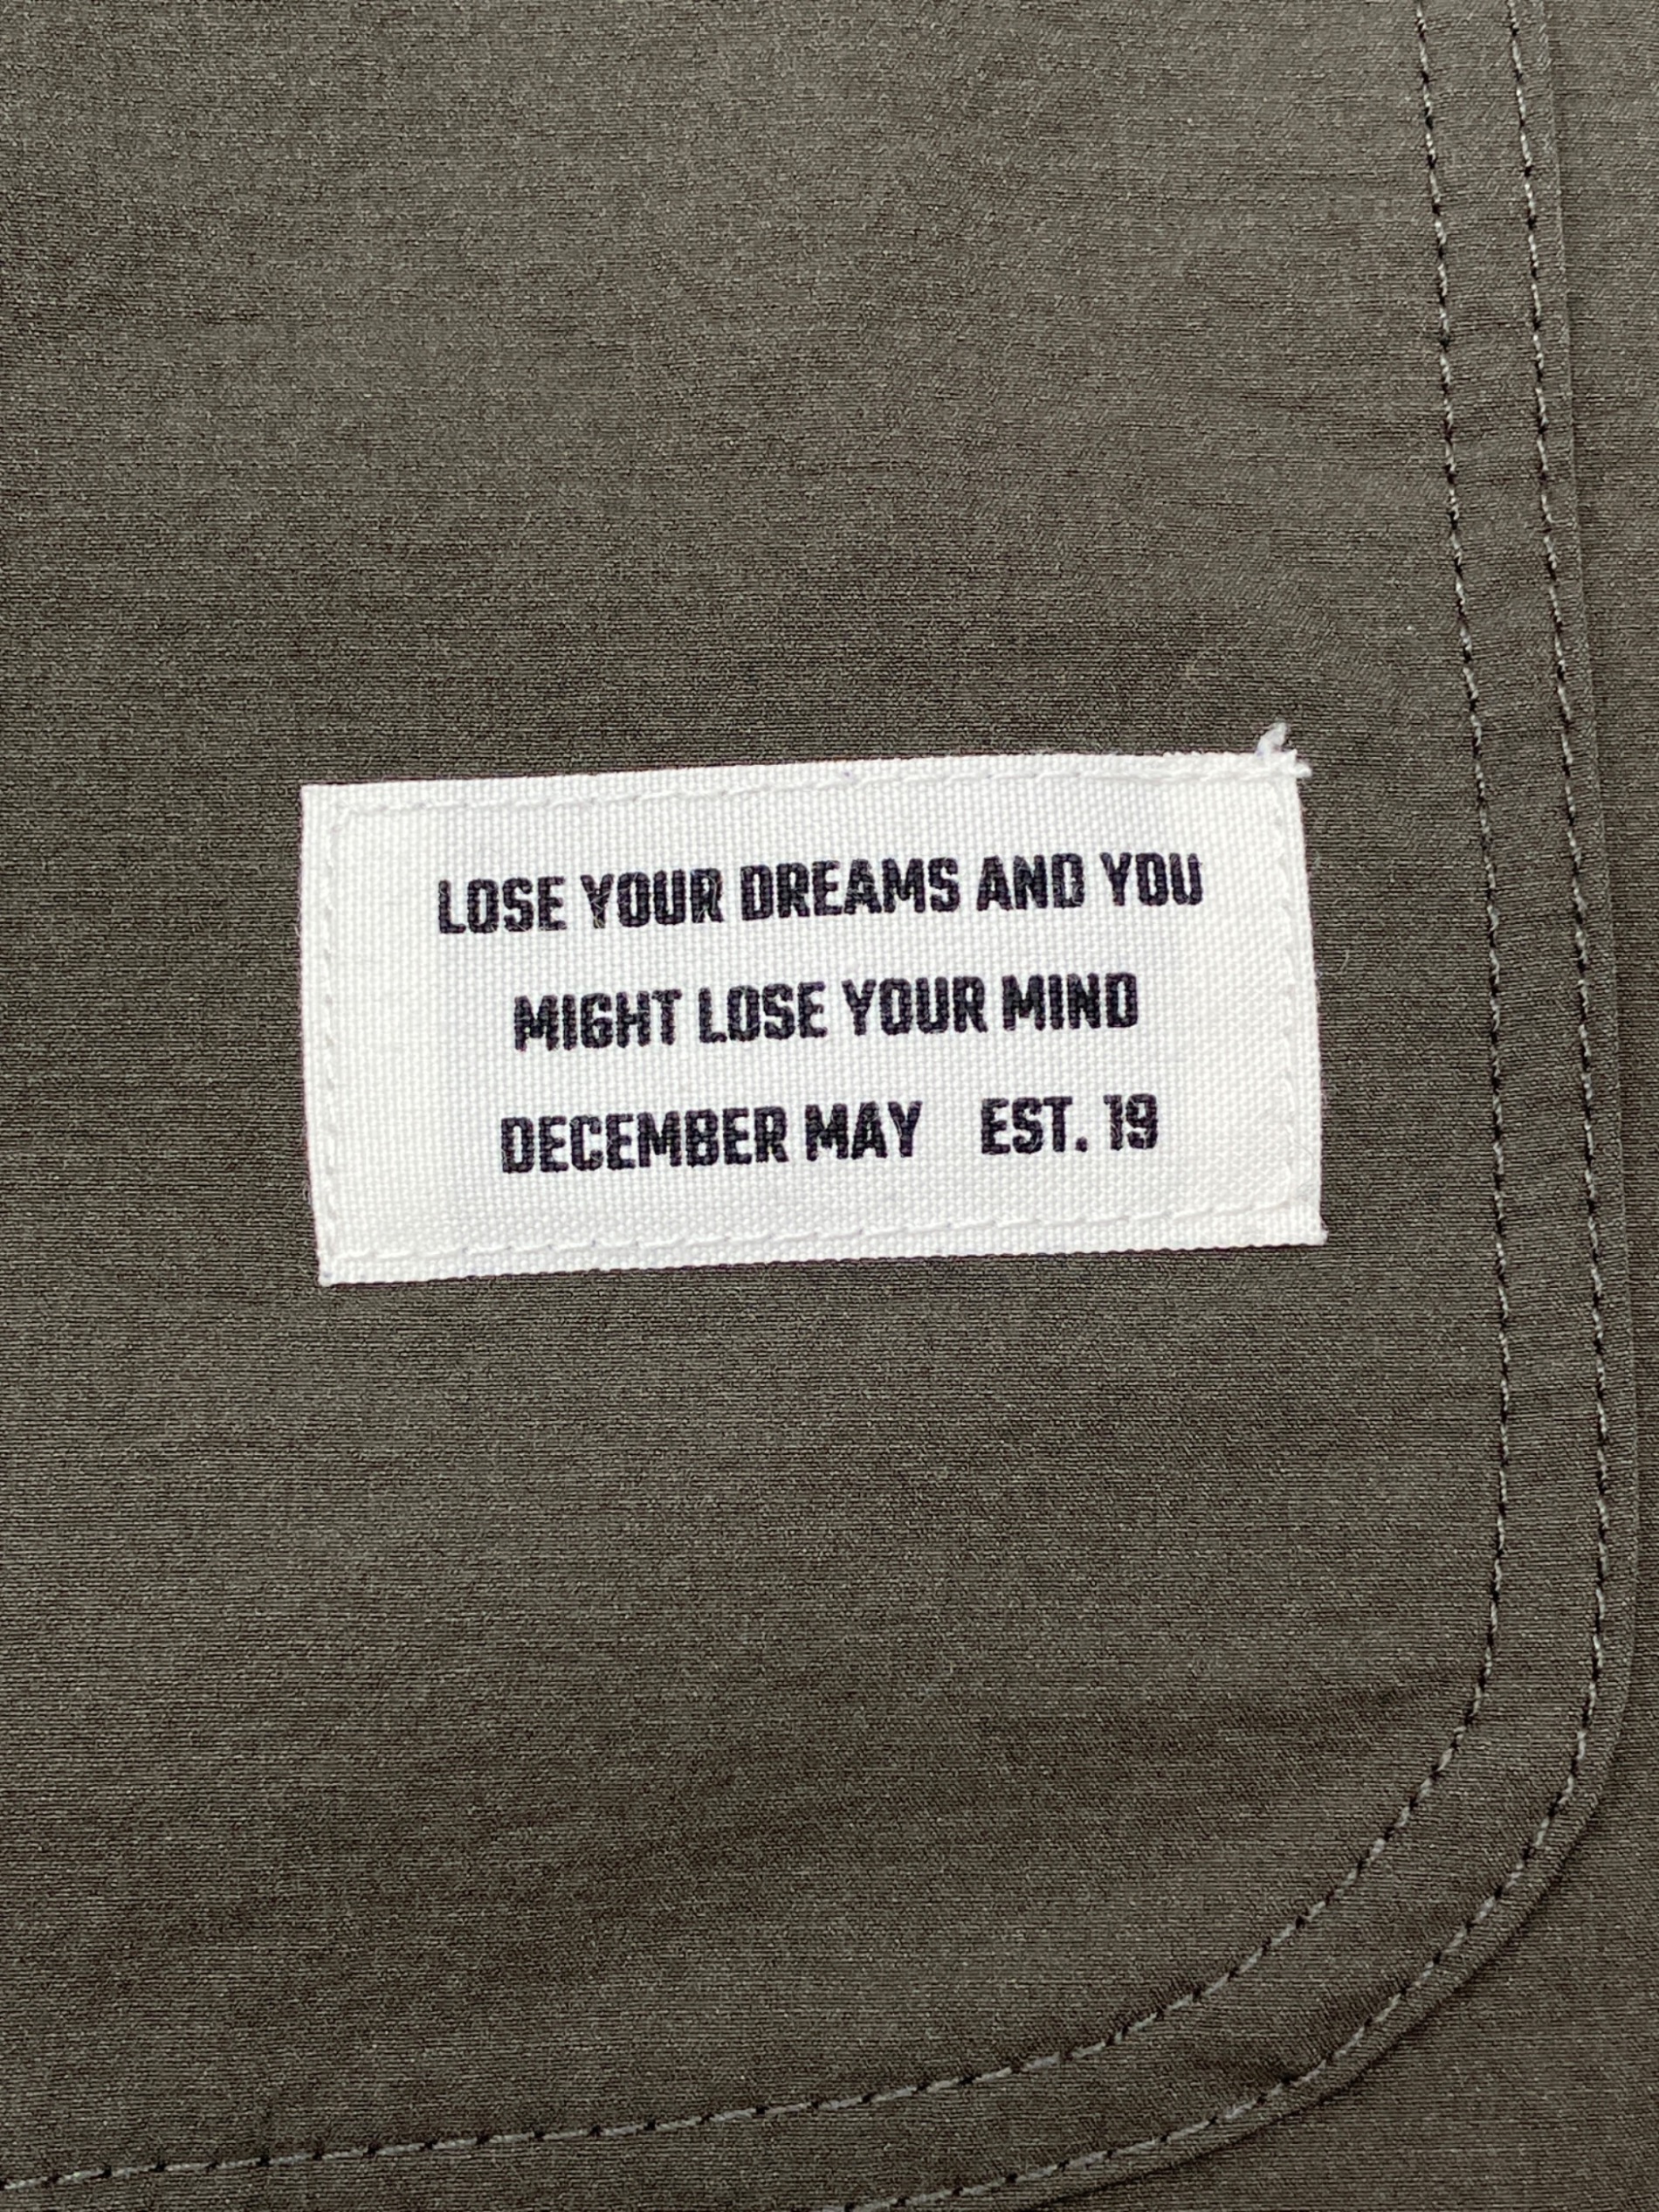 LOSE YOUR DREAMS AND YOU
MIGHT LOSE YOUR MIND
DECEMBER MAY EST. 19